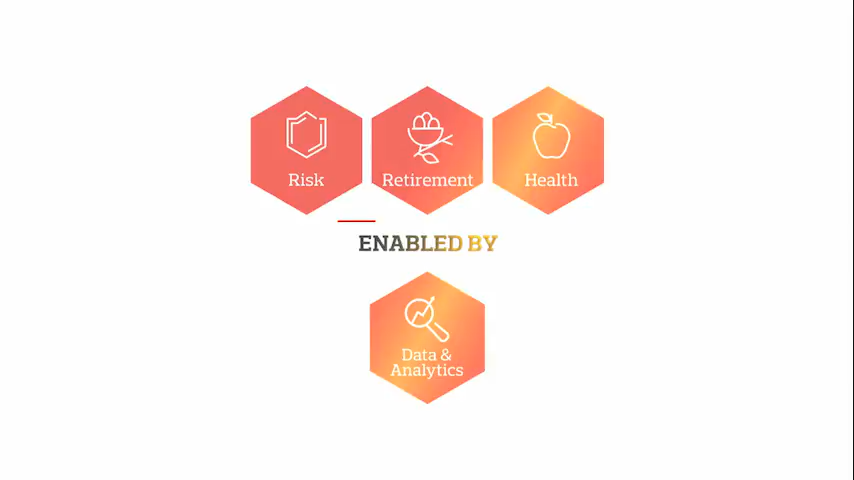 Risk
Retirement
Health
ENABLED BY
Data &
Analytics